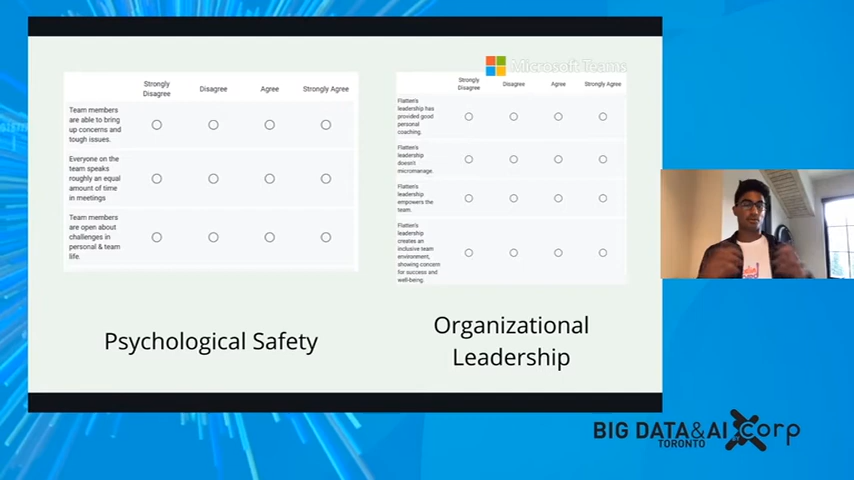 Microsoft Teams
Strongly
Disagree
Disagree
Agree
Strongly Agree
Team members
are able to bring
up concerns and
tough issues.
Everyone on the
team speaks
roughly an equal
amount of time
in meetings
Team members
are open about
challenges in
personal & team
life.
Psychological Safety
Strongly
Disagree
Disagree
Agree
Strongly Agree
Flatten's
leadership has
provided good
personal
coaching.
Flatten's
leadership
doesn't
micromanage.
Flatten's
leadership
empowers the
team.
Flatten's
leadership
creates an
inclusive team
environment,
showing concern
for success and
well-being.
Organizational
Leadership
BIG DATA&AI corp
TORONTO